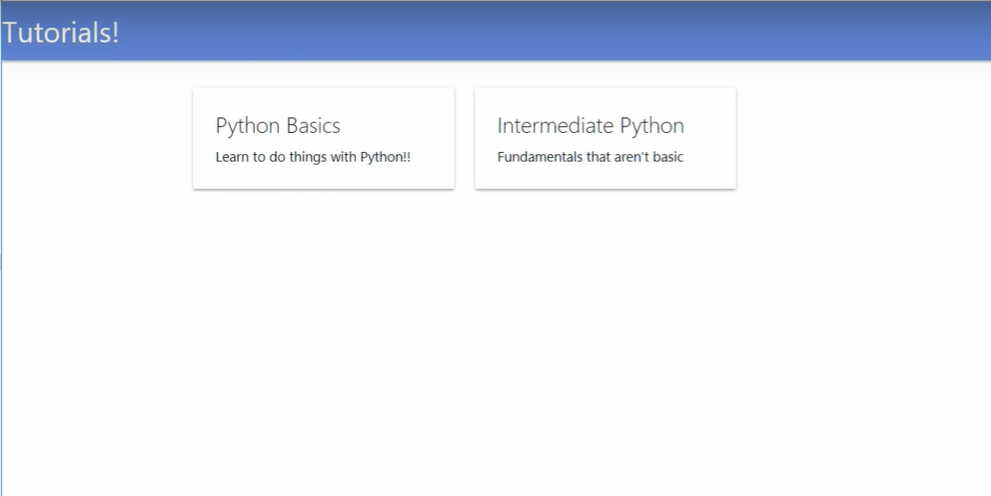 Tutorials!
Python Basics
Learn to do things with Python!!
Intermediate Python
Fundamentals that aren't basic